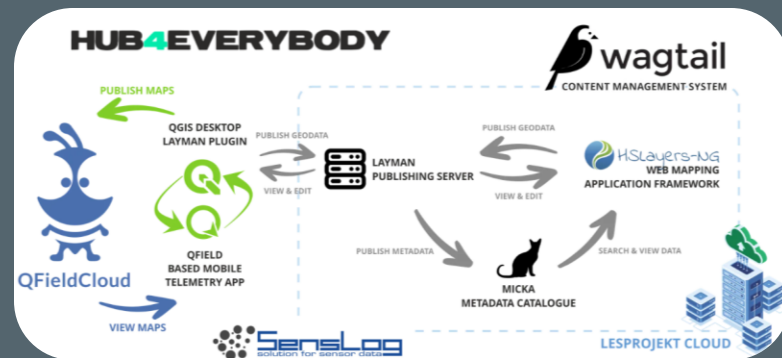 HUB4EVERYBODY
wagtail
CONTENT MANAGEMENT SYSTEM
PUBLISH MAPS
QGIS DESKTOP
LAYMAN PLUGIN
PUBLISH GEODATA
VIEW & EDIT
LAYMAN
PUBLISHING SERVER
PUBLISH GEODATA
VIEW & EDIT
HSLayers-NG
WEB MAPPING
APPLICATION FRAMEWORK
QFieldCloud
QFIELD
BASED MOBILE
TELEMETRY APP
PUBLISH METADATA
SEARCH & VIEW DATA
MICKA
METADATA CATALOGUE
VIEW MAPS
SensLog
solution for sensor data
LESPROJEKT CLOUD